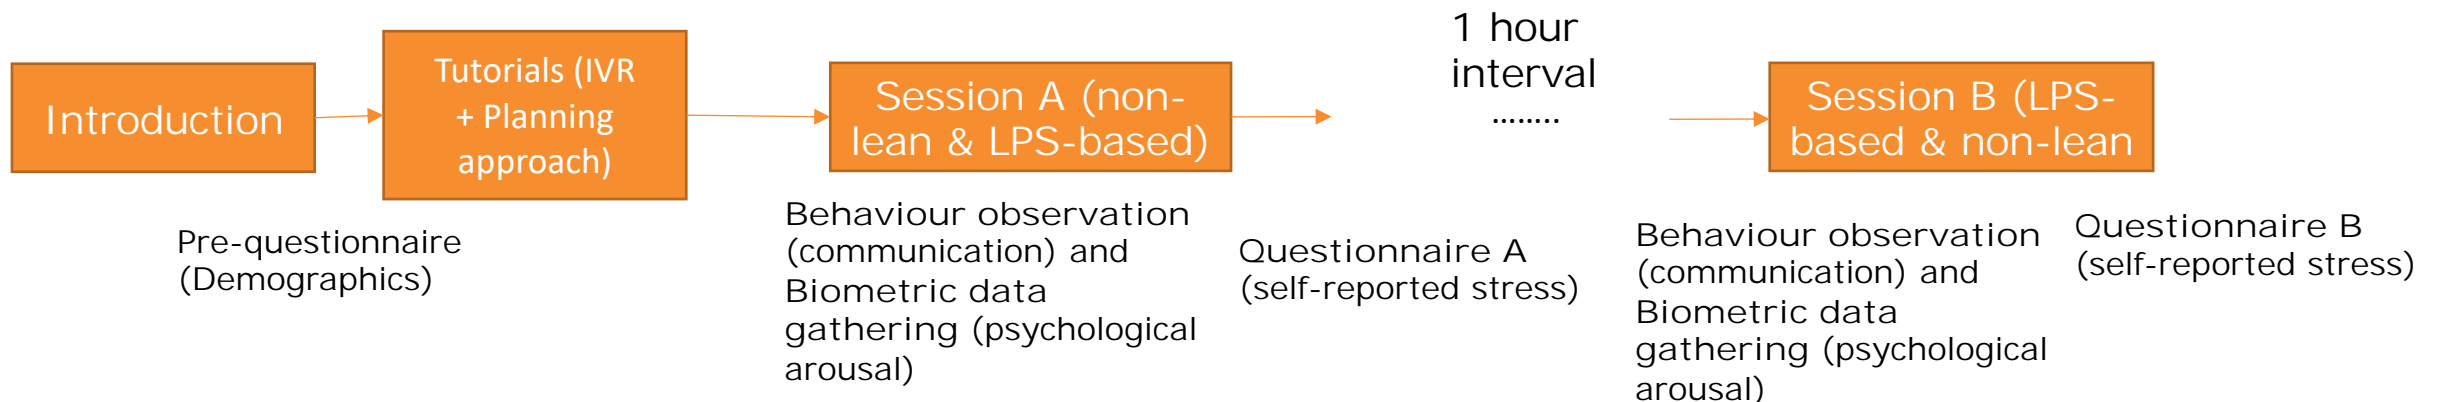 Introduction
Pre-questionnaire
(Demographics)
Tutorials (IVR
+ Planning
approach)
Session A (non-
lean & LPS-based)
Behaviour observation
(communication) and
Biometric data
gathering (psychological
arousal)
Questionnaire A
(self-reported stress)
1 hour
interval
........
Session B (LPS-
based & non-lean
Behaviour observation
(communication) and
Biometric data
gathering (psychological
arousal)
Questionnaire B
(self-reported stress)